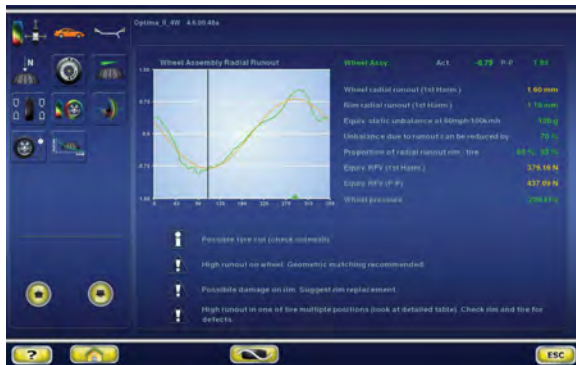 Optima_II_4W 4.6.00.48a
N
Wheel Assembly Radial Runout
Wheel Assy. Act. -0.79 P-P 1.91
Wheel radial runout (1st Harm.) 1.60 mm
Rim radial runout (1st Harm.) 1.10 mm
Equiv. static unbalance at 60mph/100kmh
Unbalance due to runout can be reduced by 70 %
Proportion of radial runout rim : tire
Equiv. RFV (1st Harm.) 379.16 N
Equiv. RFV (P-P) 437.09 N
Wheel pressure
Possible tyre cut (check sidewall).
High runout on wheel. Geometric matching recommended.
Possibile damage on rim. Suggest rim replacement.
High runout in one of tire multiple positions (look at detailed table). Check rim and tire for
defects.
?
ESC